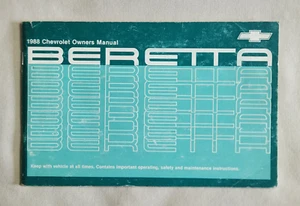 1988 Chevrolet Owners Manual
BERETTA
Keep with vehicle at all times. Contains important operating, safety and maintenance instructions.